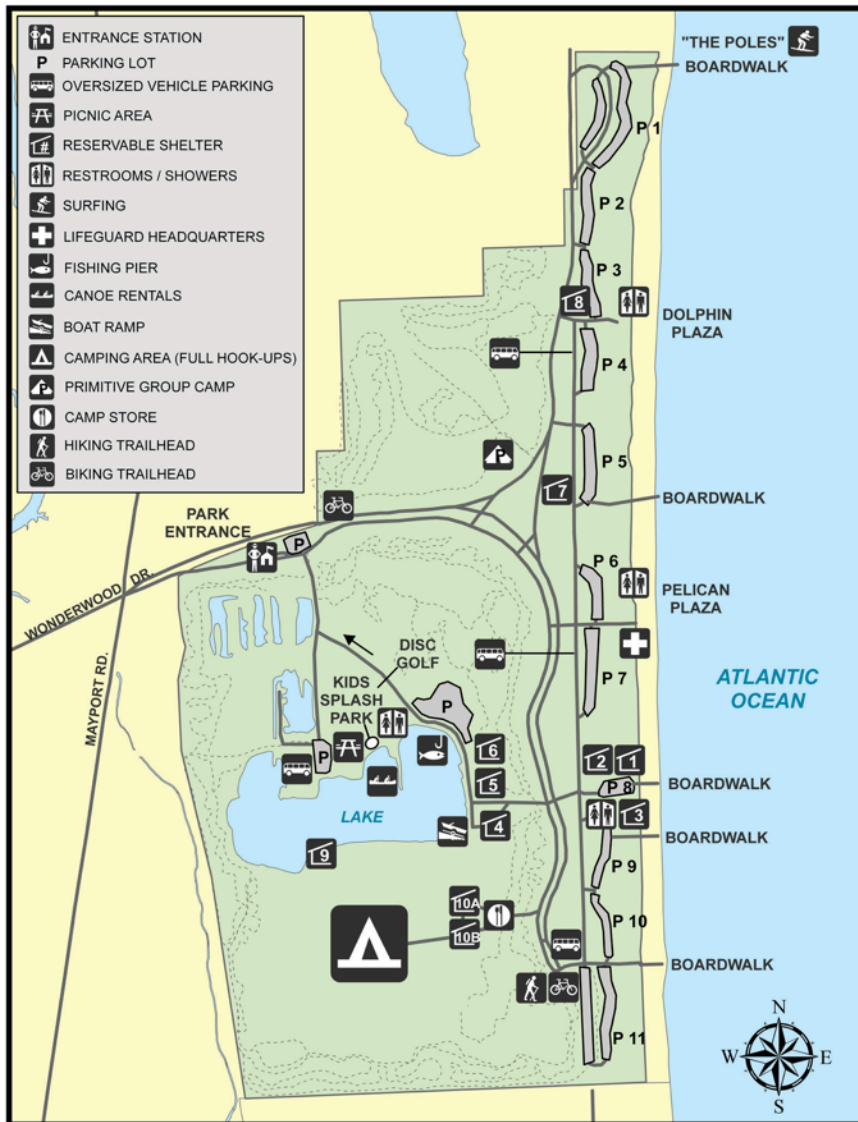 ENTRANCE STATION
P PARKING LOT
OVERSIZED VEHICLE PARKING
PICNIC AREA
# RESERVABLE SHELTER
RESTROOMS / SHOWERS
SURFING
LIFEGUARD HEADQUARTERS
FISHING PIER
CANOE RENTALS
BOAT RAMP
CAMPING AREA (FULL HOOK-UPS)
P PRIMITIVE GROUP CAMP
CAMP STORE
HIKING TRAILHEAD
BIKING TRAILHEAD
"THE POLES"
BOARDWALK
P 1
P 2
P 3
8
DOLPHIN
PLAZA
P 4
P 5
P
7
BOARDWALK
PARK
ENTRANCE
P
WONDERWOOD DR.
MAYPORT RD.
P 6
PELICAN
PLAZA
P 7
DISC
GOLF
KIDS
SPLASH
PARK
P
P
ATLANTIC
OCEAN
6
5
4
LAKE
9
2
1
P 8
BOARDWALK
3
BOARDWALK
P 9
10A
10B
P 10
BOARDWALK
P 11
N
W
E
S